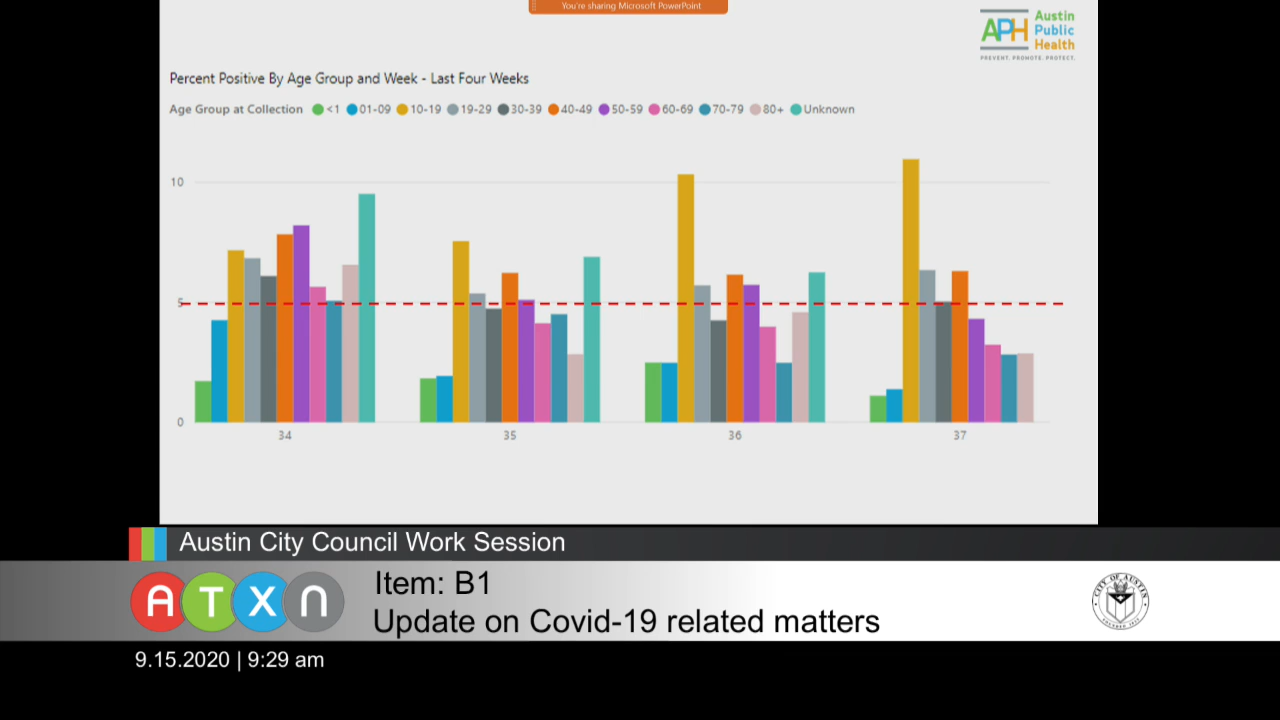 You're sharing Microsoft PowerPoint
APH Austin
Public
Health
PREVENT. PROMOTE. PROTECT.
Percent Positive By Age Group and Week - Last Four Weeks
Age Group at Collection <1 01-09 10-19 19-29 30-39 40-49 50-59 60-69 70-79 80+ Unknown
10
5
0
34 35 36 37
Austin City Council Work Session
ATXN
Item: B1
Update on Covid-19 related matters
CITY OF AUSTIN
9.15.2020 | 9:29 am